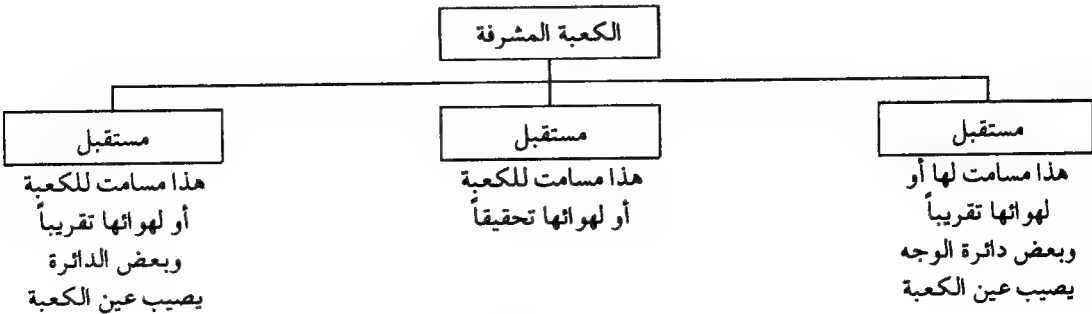 الكعبة المشرفة
مستقبل
هذا مسامت لها أو
لهوائها تقريباً
وبعض دائرة الوجه
يصيب عين الكعبة
مستقبل
هذا مسامت للكعبة
أو لهوائها تحقيقاً
مستقبل
هذا مسامت للكعبة
أو لهوائها تقريباً
وبعض الدائرة
يصيب عين الكعبة